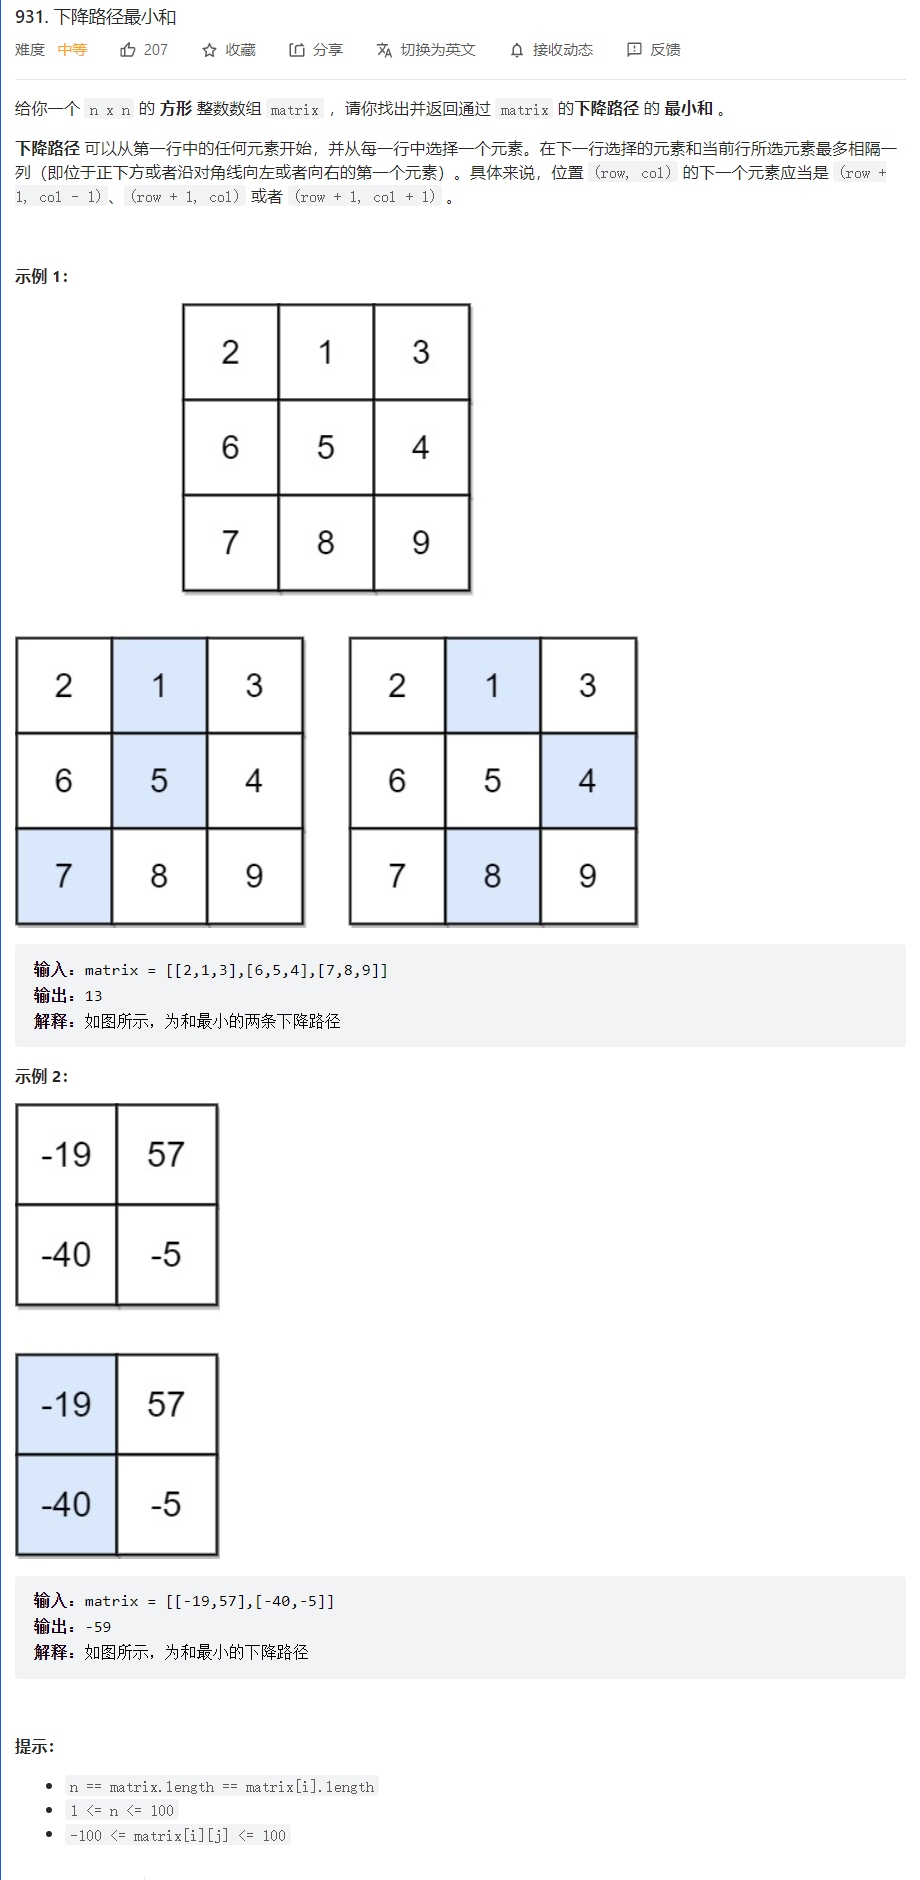 931. 下降路径最小和
难度 中等 207 收藏 分享 切换为英文 接收动态 反馈
给你一个 n x n 的 方形 整数数组 matrix ，请你找出并返回通过 matrix 的下降路径 的 最小和 。
下降路径 可以从第一行中的任何元素开始，并从每一行中选择一个元素。在下一行选择的元素和当前行所选元素最多相隔一
列（即位于正下方或者沿对角线向左或者向右的第一个元素）。具体来说，位置 (row, col) 的下一个元素应当是 (row +
1, col - 1) 、 (row + 1, col) 或者 (row + 1, col + 1) 。
示例 1：
2 1 3
6 5 4
7 8 9
2 1 3 2 1 3
6 5 4 6 5 4
7 8 9 7 8 9
输入：matrix = [[2,1,3],[6,5,4],[7,8,9]]
输出：13
解释：如图所示，为和最小的两条下降路径
示例 2：
-19 57
-40 -5
-19 57
-40 -5
输入：matrix = [[-19,57],[-40,-5]]
输出：-59
解释：如图所示，为和最小的下降路径
提示：
n == matrix.length == matrix[i].length
1 <= n <= 100
-100 <= matrix[i][j] <= 100